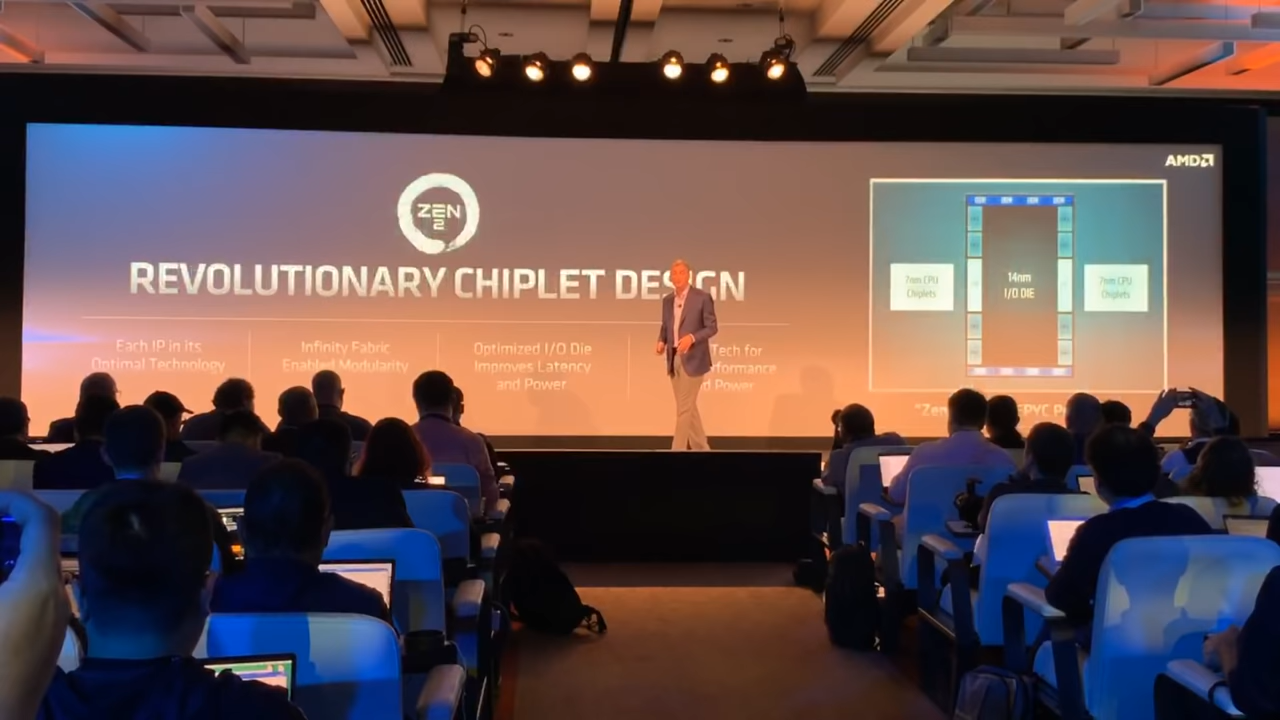 AMD
ZEN
2
REVOLUTIONARY CHIPLET DESIGN
Each IP in its
Optimal Technology
Infinity Fabric
Enabled Modularity
Optimized I/O Die
Improves Latency
and Power
Tech for
Power
7nm CPU
Chiplets
14nm
I/O DIE
7nm CPU
Chiplets
"Zen
EPYC